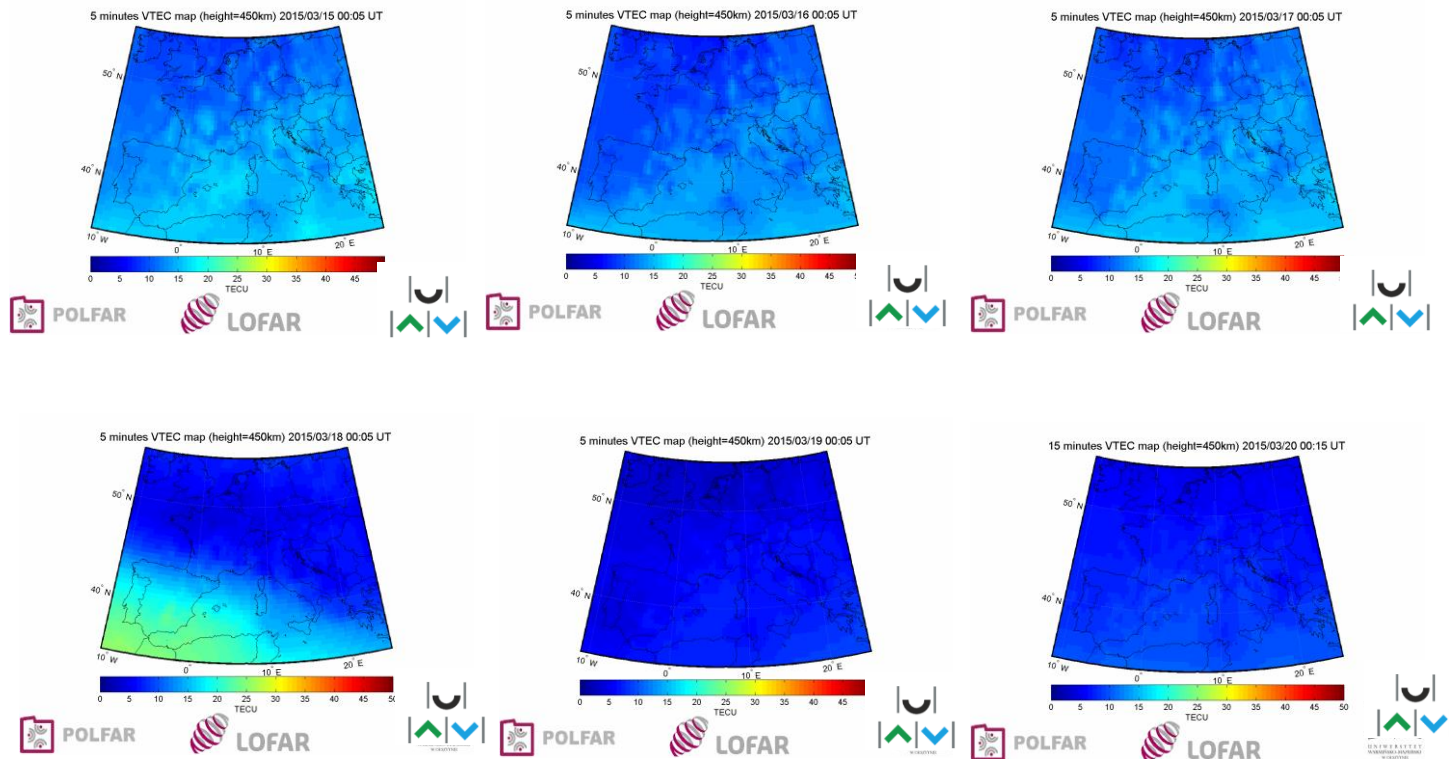 5 minutes VTEC map (height=450km) 2015/03/15 00:05 UT
50° N
40° N
10° W
0°
10° E
20° E
0 5 10 15 20 25 30 35 40 45
TECU
POLFAR
LOFAR
5 minutes VTEC map (height=450km) 2015/03/16 00:05 UT
50° N
40° N
10° W
0°
10° E
20° E
0 5 10 15 20 25 30 35 40 45 5
TECU
POLFAR
LOFAR
5 minutes VTEC map (height=450km) 2015/03/17 00:05 UT
50° N
40° N
10° W
0°
10° E
20° E
0 5 10 15 20 25 30 35 40 45
TECU
POLFAR
LOFAR
5 minutes VTEC map (height=450km) 2015/03/18 00:05 UT
50° N
40° N
10° W
0°
10° E
20° E
0 5 10 15 20 25 30 35 40 45 50
TECU
POLFAR
LOFAR
W OLSZTYNIE
5 minutes VTEC map (height=450km) 2015/03/19 00:05 UT
50° N
40° N
10° W
0°
10° E
20° E
0 5 10 15 20 25 30 35 40 45
TECU
POLFAR
LOFAR
W OLSZTYNIE
15 minutes VTEC map (height=450km) 2015/03/20 00:15 UT
50° N
40° N
10° W
0°
10° E
20° E
0 5 10 15 20 25 30 35 40 45 50
TECU
POLFAR
LOFAR
UNIWERSYTET
WARMIŃSKO-MAZURSKI
W OLSZTYNIE